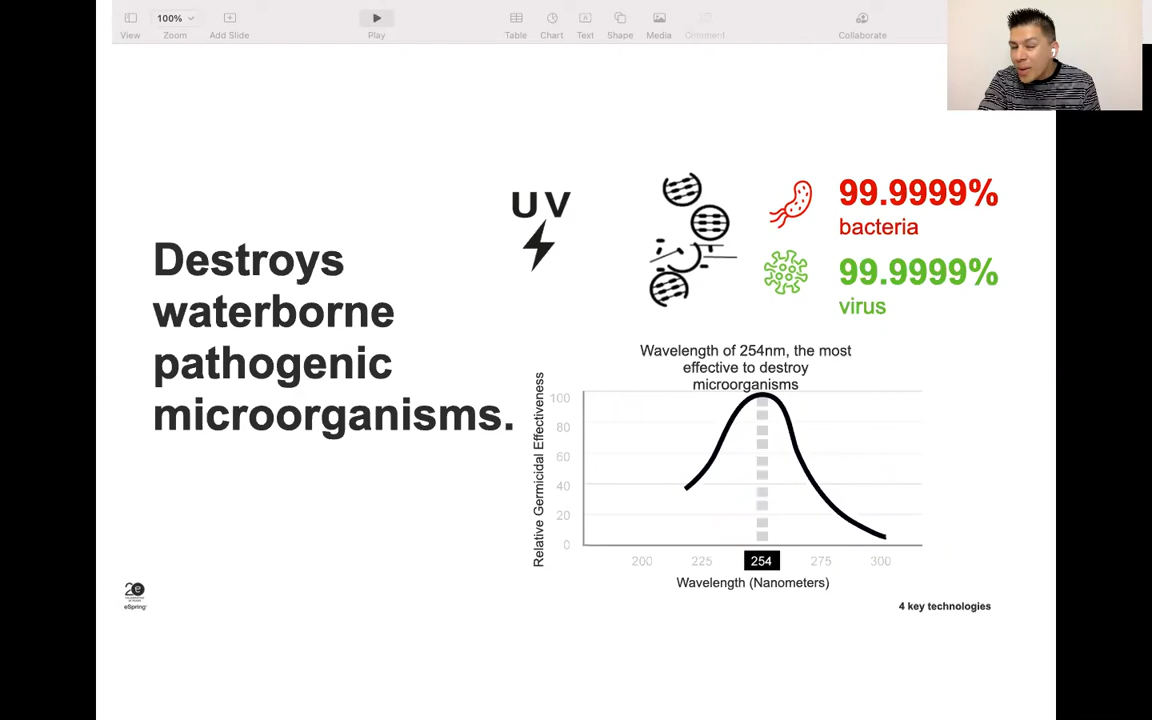 100%
View
Zoom
Add Slide
Play
Table
Chart
Text
Shape
Media
Comment
Collaborate
Destroys
waterborne
pathogenic
microorganisms.
UV
99.9999%
bacteria
99.9999%
virus
Wavelength of 254nm, the most
effective to destroy
microorganisms
Relative Germicidal Effectiveness
100
80
60
40
20
0
200
225
254
275
300
Wavelength (Nanometers)
20
eSpring
4 key technologies